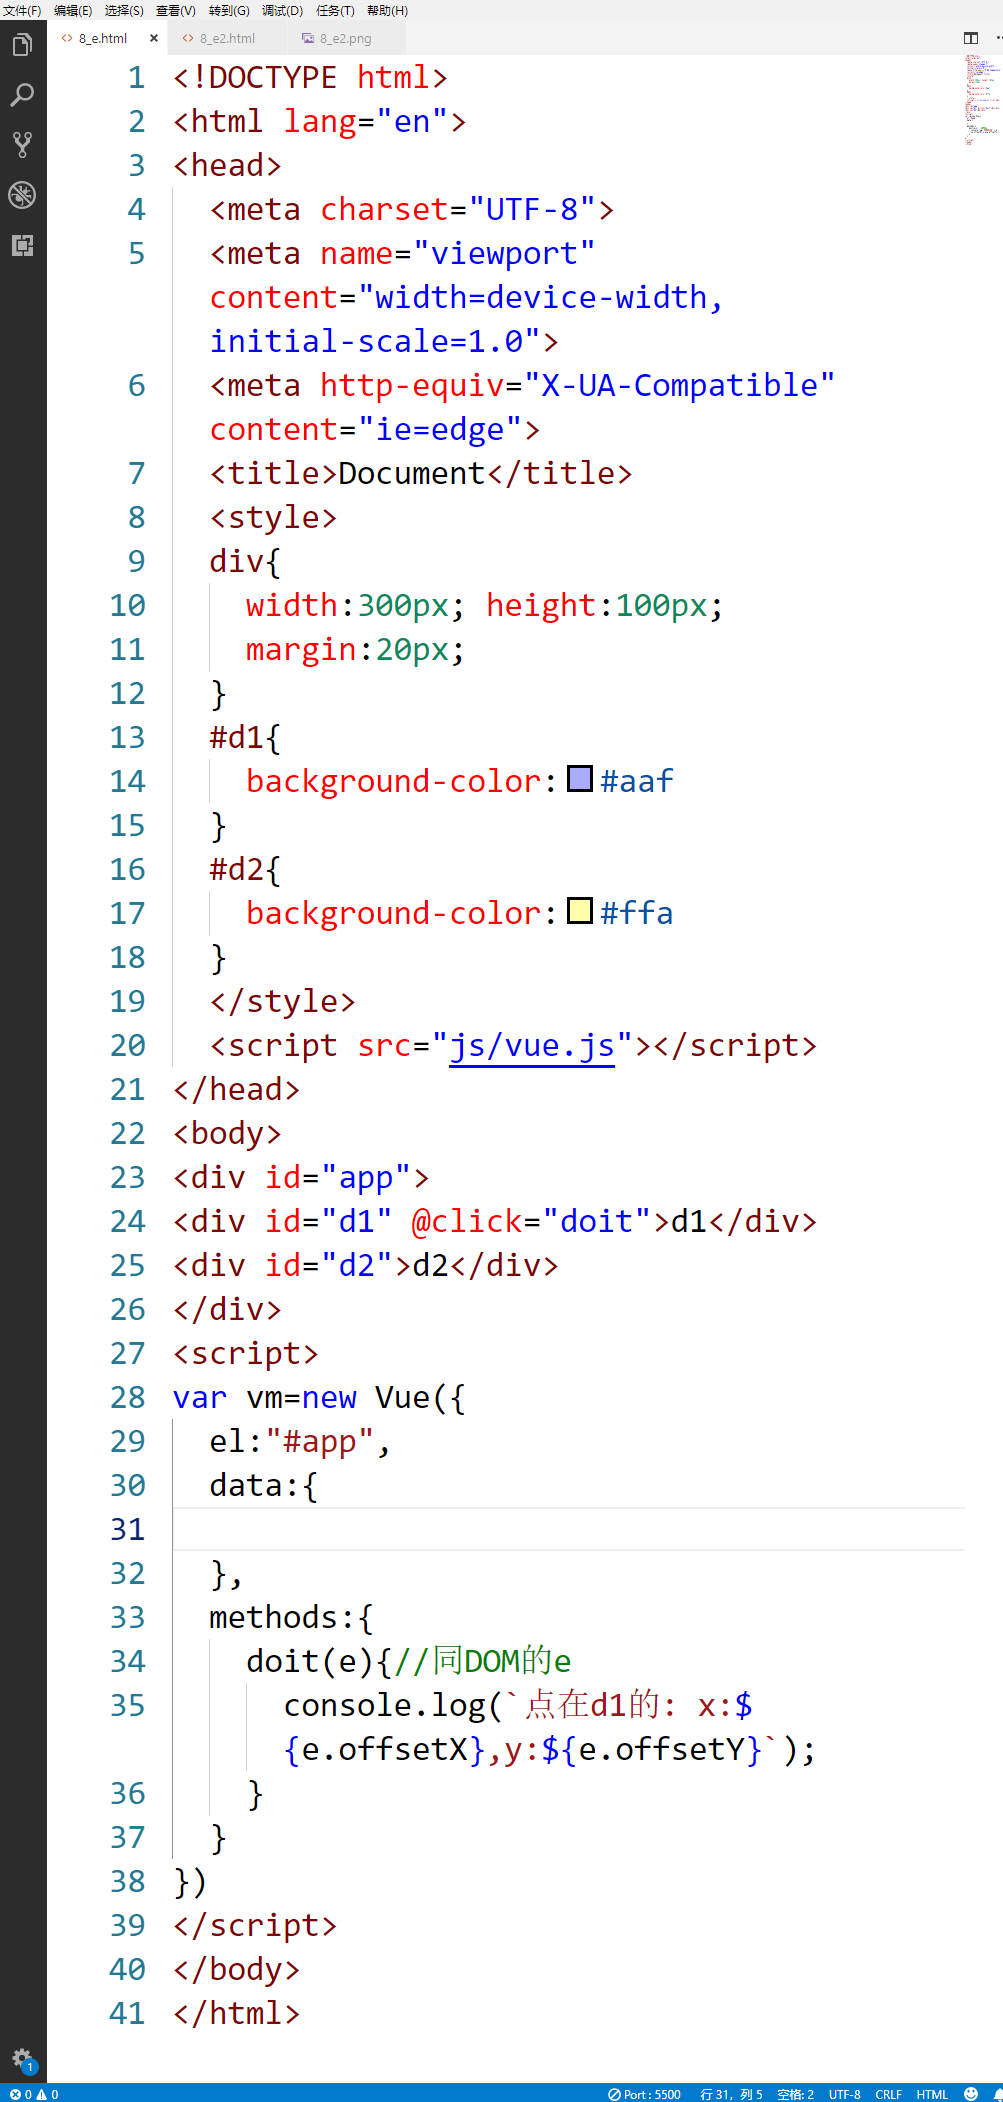 文件(F) 编辑(E) 选择(S) 查看(V) 转到(G) 调试(D) 任务(T) 帮助(H)
8_e.html 8_e2.html 8_e2.png
1 <!DOCTYPE html>
2 <html lang="en">
3 <head>
4 <meta charset="UTF-8">
5 <meta name="viewport"
content="width=device-width,
initial-scale=1.0">
6 <meta http-equiv="X-UA-Compatible"
content="ie=edge">
7 <title>Document</title>
8 <style>
9 div{
10 width:300px; height:100px;
11 margin:20px;
12 }
13 #d1{
14 background-color:#aaf
15 }
16 #d2{
17 background-color:#ffa
18 }
19 </style>
20 <script src="js/vue.js"></script>
21 </head>
22 <body>
23 <div id="app">
24 <div id="d1" @click="doit">d1</div>
25 <div id="d2">d2</div>
26 </div>
27 <script>
28 var vm=new Vue({
29 el:"#app",
30 data:{
31
32 },
33 methods:{
34 doit(e){//同DOM的e
35 console.log(`点在d1的: x:$
{e.offsetX},y:${e.offsetY}`);
36 }
37 }
38 })
39 </script>
40 </body>
41 </html>
1
0 0 Port : 5500 行 31, 列 5 空格: 2 UTF-8 CRLF HTML